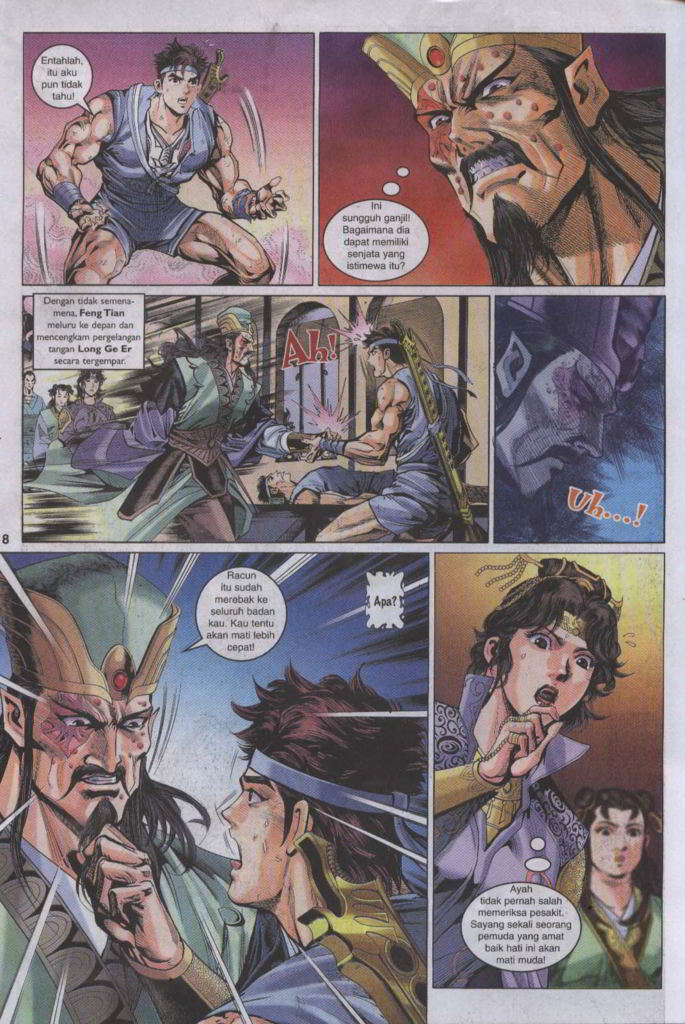 Entahlah,
itu aku
pun tidak
tahu!
Ini
sungguh ganjil!
Bagaimana dia
dapat memiliki
senjata yang
istimewa itu?
Dengan tidak semena-
mena, Feng Tian
meluru ke depan dan
mencengkam pergelangan
tangan Long Ge Er
secara tergempar.
Ah!
Uh...!
8
Racun
itu sudah
merebak ke
seluruh badan
kau. Kau tentu
akan mati lebih
cepat!
Apa?
Ayah
tidak pernah salah
memeriksa pesakit.
Sayang sekali seorang
pemuda yang amat
baik hati ini akan
mati muda!